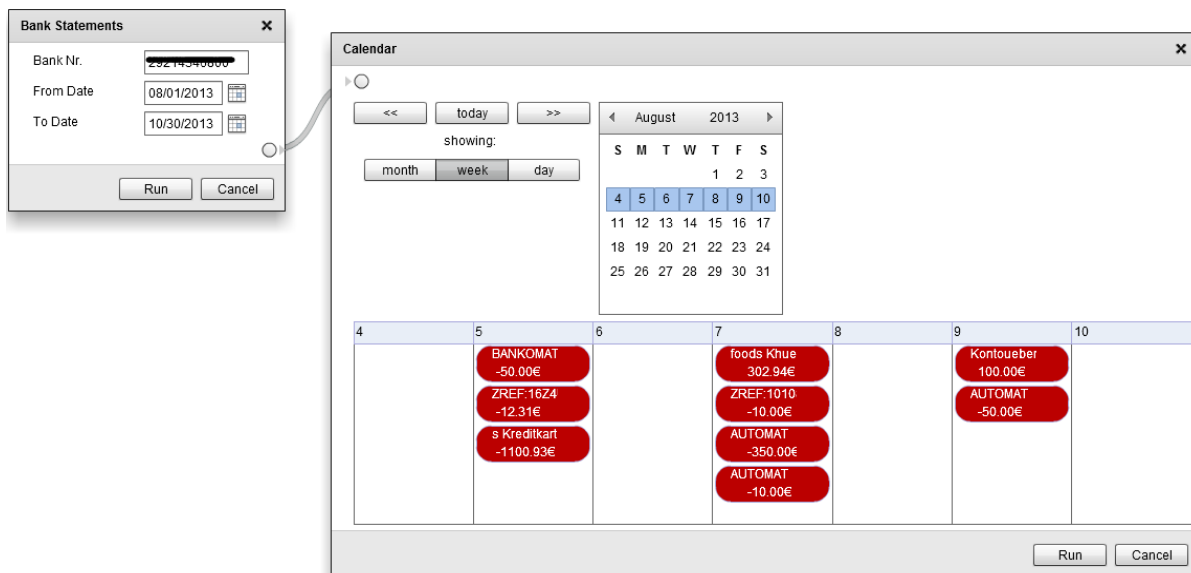 Bank Statements
Bank Nr.
From Date 08/01/2013
To Date 10/30/2013
Run Cancel
Calendar
<< today >>
showing:
month week day
August 2013
S M T W T F S
1 2 3
4 5 6 7 8 9 10
11 12 13 14 15 16 17
18 19 20 21 22 23 24
25 26 27 28 29 30 31
4 5 6 7 8 9 10
BANKOMAT
-50.00€
ZREF:16Z4
-12.31€
s Kreditkart
-1100.93€
foods Khue
302.94€
ZREF:1010
-10.00€
AUTOMAT
-350.00€
AUTOMAT
-10.00€
Kontoueber
100.00€
AUTOMAT
-50.00€
Run Cancel